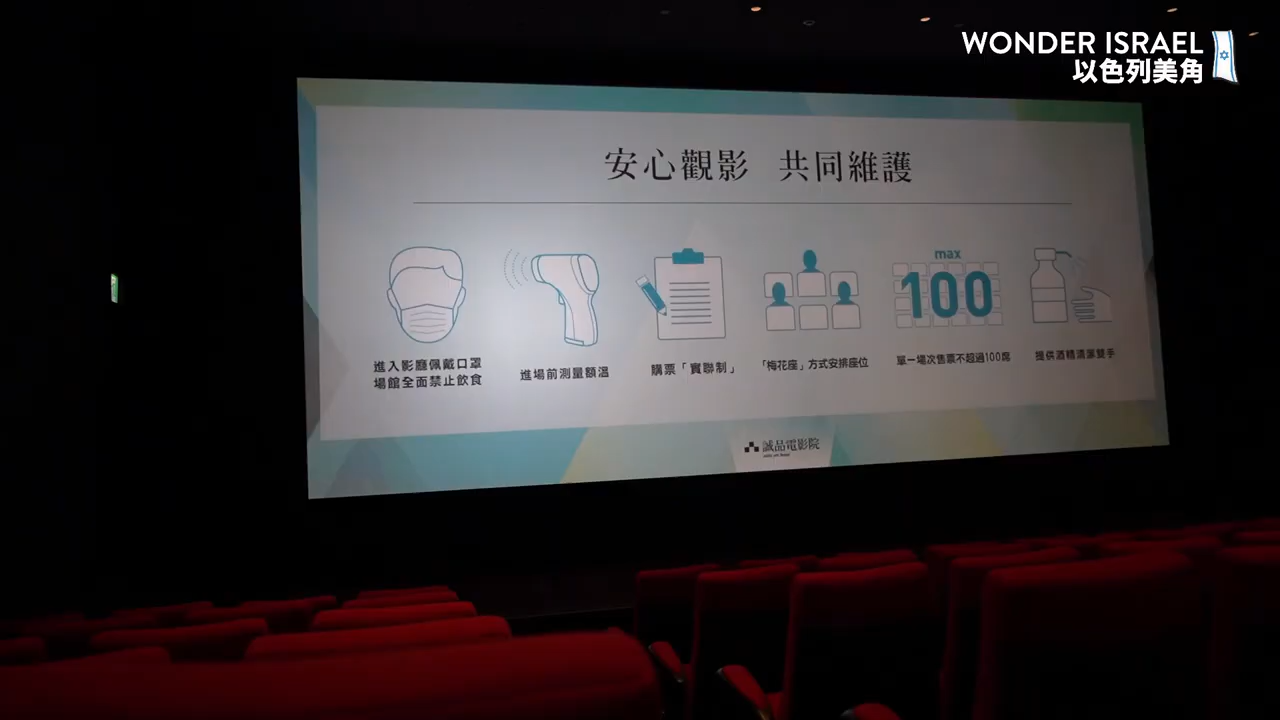 WONDER ISRAEL
以色列美角
安心觀影 共同維護
max
100
進入影廳佩戴口罩
場館全面禁止飲食
進場前測量額溫
購票「實聯制」
「梅花座」方式安排座位
單一場次售票不超過100席
提供酒精清潔雙手
誠品電影院